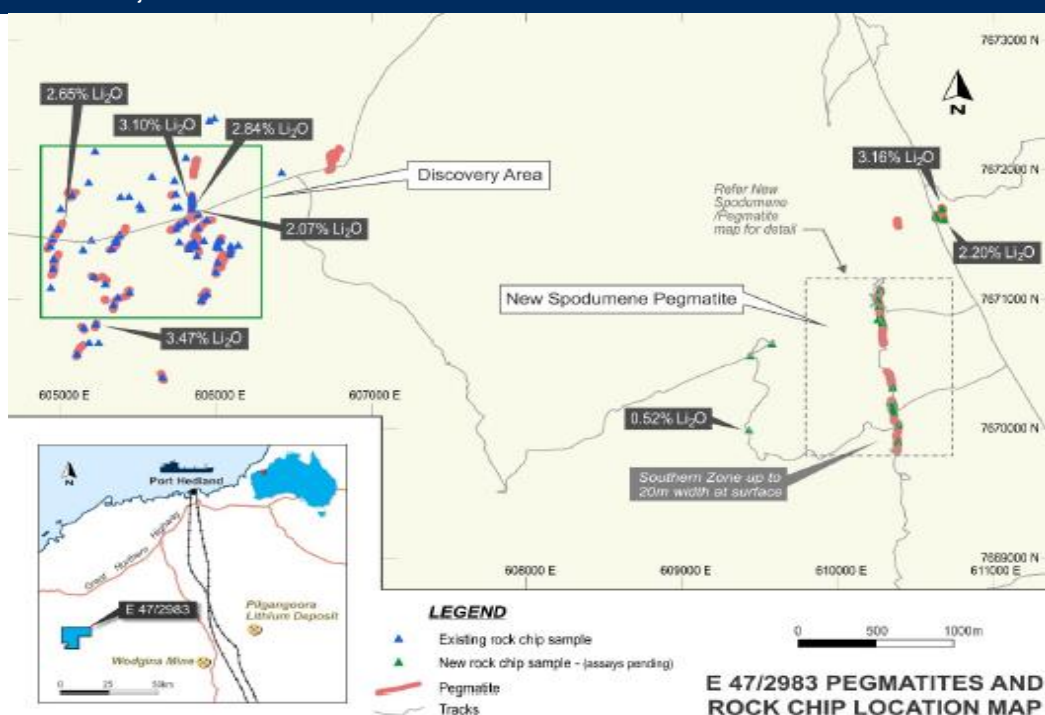 7673000 N
2.65% Li₂O
3.10% Li₂O
2.84% Li₂O
N
3.16% Li₂O
Discovery Area
7672000 N
Refer New
Spodumene
/Pegmatite
map for detail
2.07% Li₂O
2.20% Li₂O
New Spodumene Pegmatite
7671000 N
3.47% Li₂O
605000 E
606000 E
607000 E
0.52% Li₂O
7670000 N
Southern Zone up to
20m width at surface
7669000 N
608000 E
609000 E
610000 E
611000 E
N
Port Hedland
Great Northern Highway
E 47/2983
Pilgangoora
Lithium Deposit
Wodgina Mine
0 25 50km
LEGEND
Existing rock chip sample
New rock chip sample - (assays pending)
Pegmatite
Tracks
0 500 1000m
E 47/2983 PEGMATITES AND
ROCK CHIP LOCATION MAP